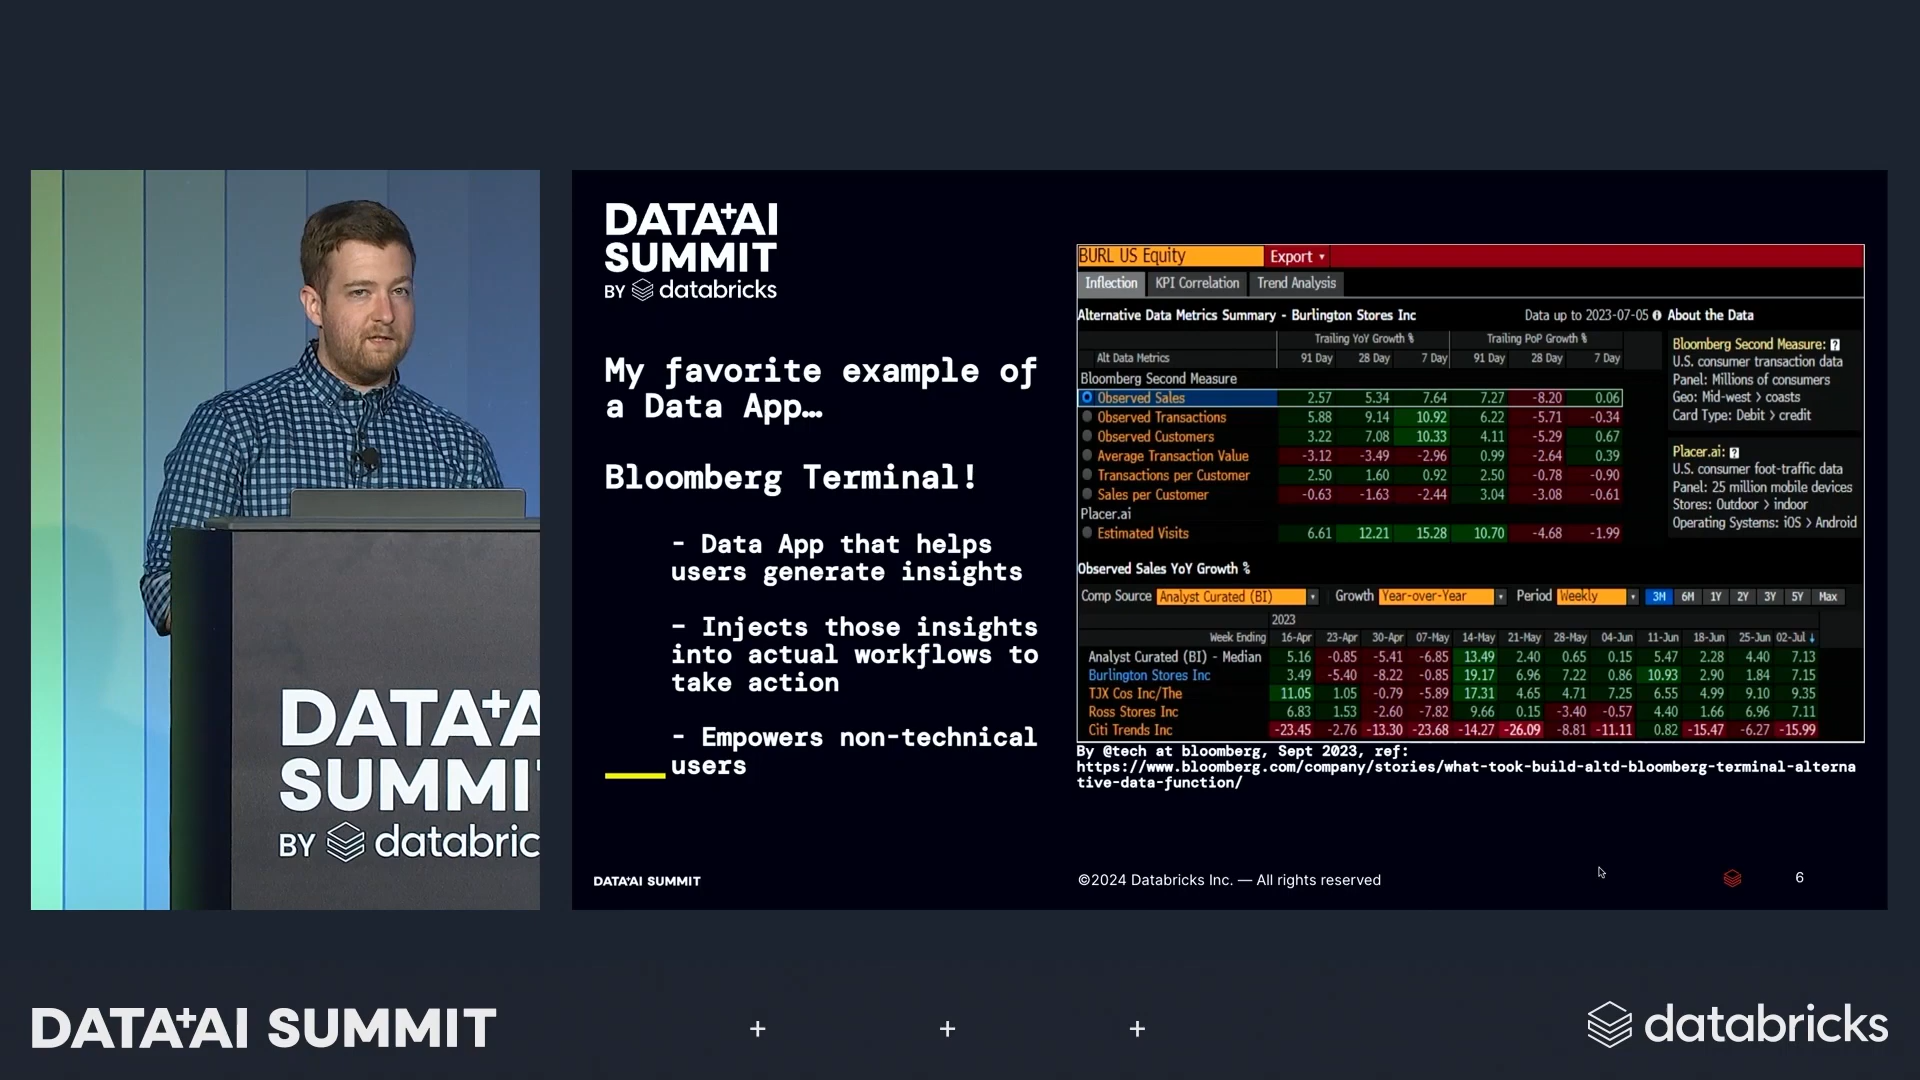 DATA+AI
SUMMIT
BY databricks
My favorite example of
a Data App…
Bloomberg Terminal!
- Data App that helps
users generate insights
- Injects those insights
into actual workflows to
take action
- Empowers non-technical
users
BURL US Equity Export
Inflection KPI Correlation Trend Analysis
Alternative Data Metrics Summary - Burlington Stores Inc Data up to 2023-07-05 About the Data
Trailing YoY Growth % Trailing PoP Growth %
Alt Data Metrics 91 Day 28 Day 7 Day 91 Day 28 Day 7 Day
Bloomberg Second Measure
Observed Sales 2.57 5.34 7.64 7.27 -8.20 0.06
Observed Transactions 5.88 9.14 10.92 6.22 -5.71 -0.34
Observed Customers 3.22 7.08 10.33 4.11 -5.29 0.67
Average Transaction Value -3.12 -3.49 -2.96 0.99 -2.64 0.39
Transactions per Customer 2.50 1.60 0.92 2.50 -0.78 -0.90
Sales per Customer -0.63 -1.63 -2.44 3.04 -3.08 -0.61
Placer.ai
Estimated Visits 6.61 12.21 15.28 10.70 -4.68 -1.99
Bloomberg Second Measure: ?
U.S. consumer transaction data
Panel: Millions of consumers
Geo: Mid-west > coasts
Card Type: Debit > credit
Placer.ai: ?
U.S. consumer foot-traffic data
Panel: 25 million mobile devices
Stores: Outdoor > indoor
Operating Systems: iOS > Android
Observed Sales YoY Growth %
Comp Source Analyst Curated (BI) Growth Year-over-Year Period Weekly 3M 6M 1Y 2Y 3Y 5Y Max
2023
Week Ending 16-Apr 23-Apr 30-Apr 07-May 14-May 21-May 28-May 04-Jun 11-Jun 18-Jun 25-Jun 02-Jul
Analyst Curated (BI) - Median 5.16 -0.85 -5.41 -6.85 13.49 2.40 0.65 0.15 5.47 2.28 4.40 7.13
Burlington Stores Inc 3.49 -5.40 -8.22 -0.85 19.17 6.96 7.22 0.86 10.93 2.90 1.84 7.15
TJX Cos Inc/The 11.05 1.05 -0.79 -5.89 17.31 4.65 4.71 7.25 6.55 4.99 9.10 9.35
Ross Stores Inc 6.83 1.53 -2.60 -7.82 9.66 0.15 -3.40 -0.57 4.40 1.66 6.96 7.11
Citi Trends Inc -23.45 -2.76 -13.30 -23.68 -14.27 -26.09 -8.81 -11.11 0.82 -15.47 -6.27 -15.99
By @tech at bloomberg, Sept 2023, ref:
https://www.bloomberg.com/company/stories/what-took-build-altd-bloomberg-terminal-alterna
tive-data-function/
DATA+AI SUMMIT ©2024 Databricks Inc. — All rights reserved 6
DATA+A
SUMMI
BY databric
DATA+AI SUMMIT + + + databricks